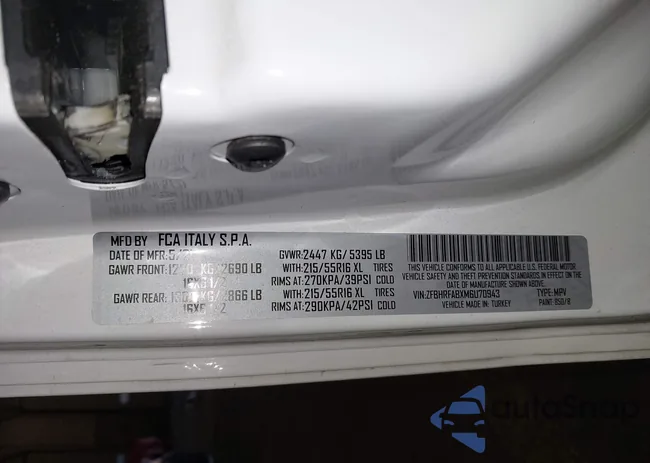 MFD BY FCA ITALY S.P.A.
DATE OF MFR: GVWR: 2447 KG/ 5395 LB
GAWR FRONT: KG 2690 LB WITH: 215/55R16 XL TIRES
RIMS AT: 270KPA/39PSI COLD
GAWR REAR: KG 2866 LB WITH: 215/55R16 XL TIRES
RIMS AT: 290KPA/42PSI COLD
THIS VEHICLE CONFORMS TO ALL
APPLICABLE U.S. FEDERAL MOTOR
VEHICLE SAFETY AND THEFT
PREVENTION STANDARDS IN EFFECT ON THE
DATE OF MANUFACTURE SHOWN ABOVE.
VIN: ZFBHRFABXM6U70943 TYPE: MPV
VEHICLE MADE IN: TURKEY PAINT:
autoSnap